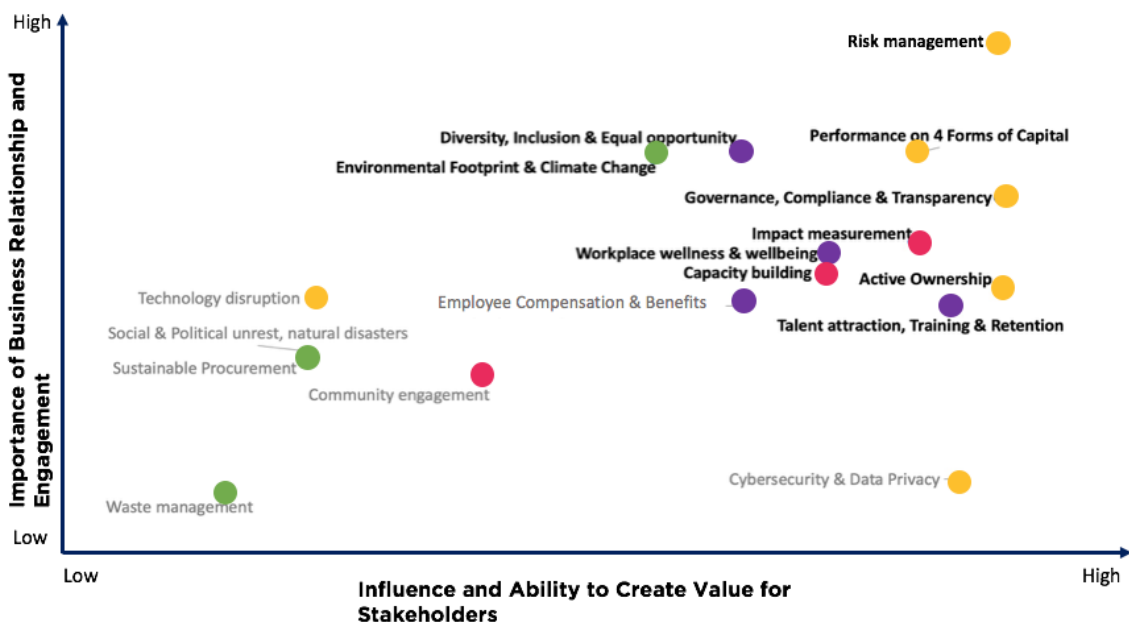 High
Importance of Business Relationship and
Engagement
Risk management
Diversity, Inclusion & Equal opportunity
Performance on 4 Forms of Capital
Environmental Footprint & Climate Change
Governance, Compliance & Transparency
Impact measurement
Workplace wellness & wellbeing
Capacity building
Active Ownership
Technology disruption
Employee Compensation & Benefits
Talent attraction, Training & Retention
Social & Political unrest, natural disasters
Sustainable Procurement
Community engagement
Cybersecurity & Data Privacy
Waste management
Low
Low
High
Influence and Ability to Create Value for
Stakeholders